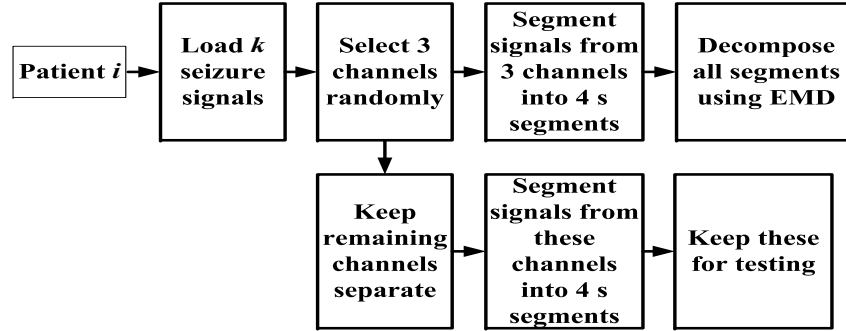 Patient i
Load k
seizure
signals
Select 3
channels
randomly
Segment
signals from
3 channels
into 4 s
segments
Decompose
all segments
using EMD
Keep
remaining
channels
separate
Segment
signals from
these
channels
into 4 s
segments
Keep these
for testing